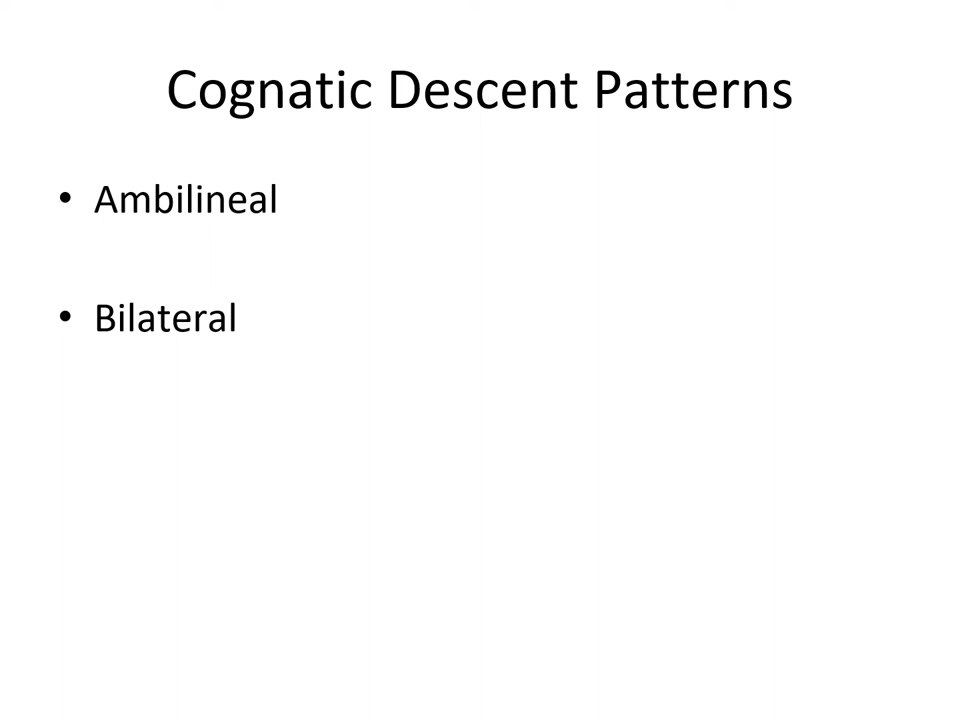 Cognatic Descent Patterns
• Ambilineal
• Bilateral